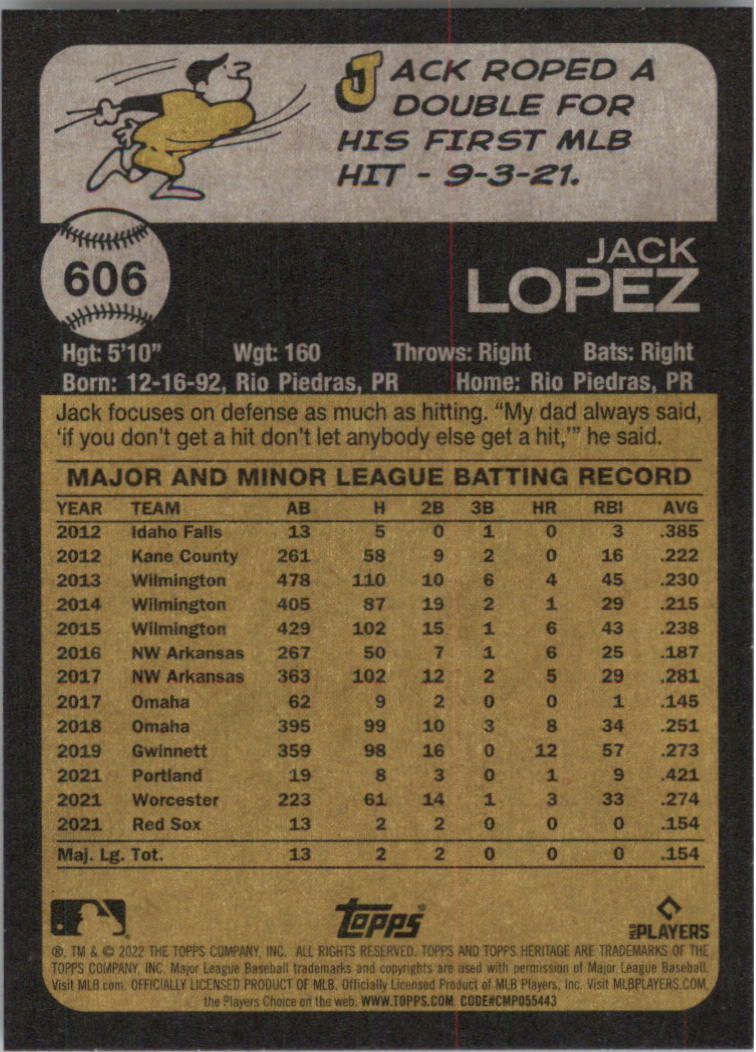 JACK ROPED A
DOUBLE FOR
HIS FIRST MLB
HIT - 9-3-21.
606
JACK
LOPEZ
Hgt: 5'10" Wgt: 160 Throws: Right Bats: Right
Born: 12-16-92, Rio Piedras, PR Home: Rio Piedras, PR
Jack focuses on defense as much as hitting. “My dad always said,
‘if you don’t get a hit don’t let anybody else get a hit,’” he said.
MAJOR AND MINOR LEAGUE BATTING RECORD
YEAR TEAM AB H 2B 3B HR RBI AVG
2012 Idaho Falls 13 5 0 1 0 3 .385
2012 Kane County 261 58 9 2 0 16 .222
2013 Wilmington 478 110 10 6 4 45 .230
2014 Wilmington 405 87 19 2 1 29 .215
2015 Wilmington 429 102 15 1 6 43 .238
2016 NW Arkansas 267 50 7 1 6 25 .187
2017 NW Arkansas 363 102 12 2 5 29 .281
2017 Omaha 62 9 2 0 0 1 .145
2018 Omaha 395 99 10 3 8 34 .251
2019 Gwinnett 359 98 16 0 12 57 .273
2021 Portland 19 8 3 0 1 9 .421
2021 Worcester 223 61 14 1 3 33 .274
2021 Red Sox 13 2 2 0 0 0 .154
Maj. Lg. Tot. 13 2 2 0 0 0 .154
TOPPS
MLB PLAYERS
®, TM & © 2022 THE TOPPS COMPANY, INC. ALL RIGHTS RESERVED. TOPPS AND TOPPS HERITAGE ARE TRADEMARKS OF THE
TOPPS COMPANY, INC. Major League Baseball trademarks and copyrights are used with permission of Major League Baseball.
Visit MLB.com. OFFICIALLY LICENSED PRODUCT OF MLB. Officially Licensed Product of MLB Players, Inc. Visit MLBPLAYERS.COM,
the Players Choice on the web. WWW.TOPPS.COM. CODE#CMP055443